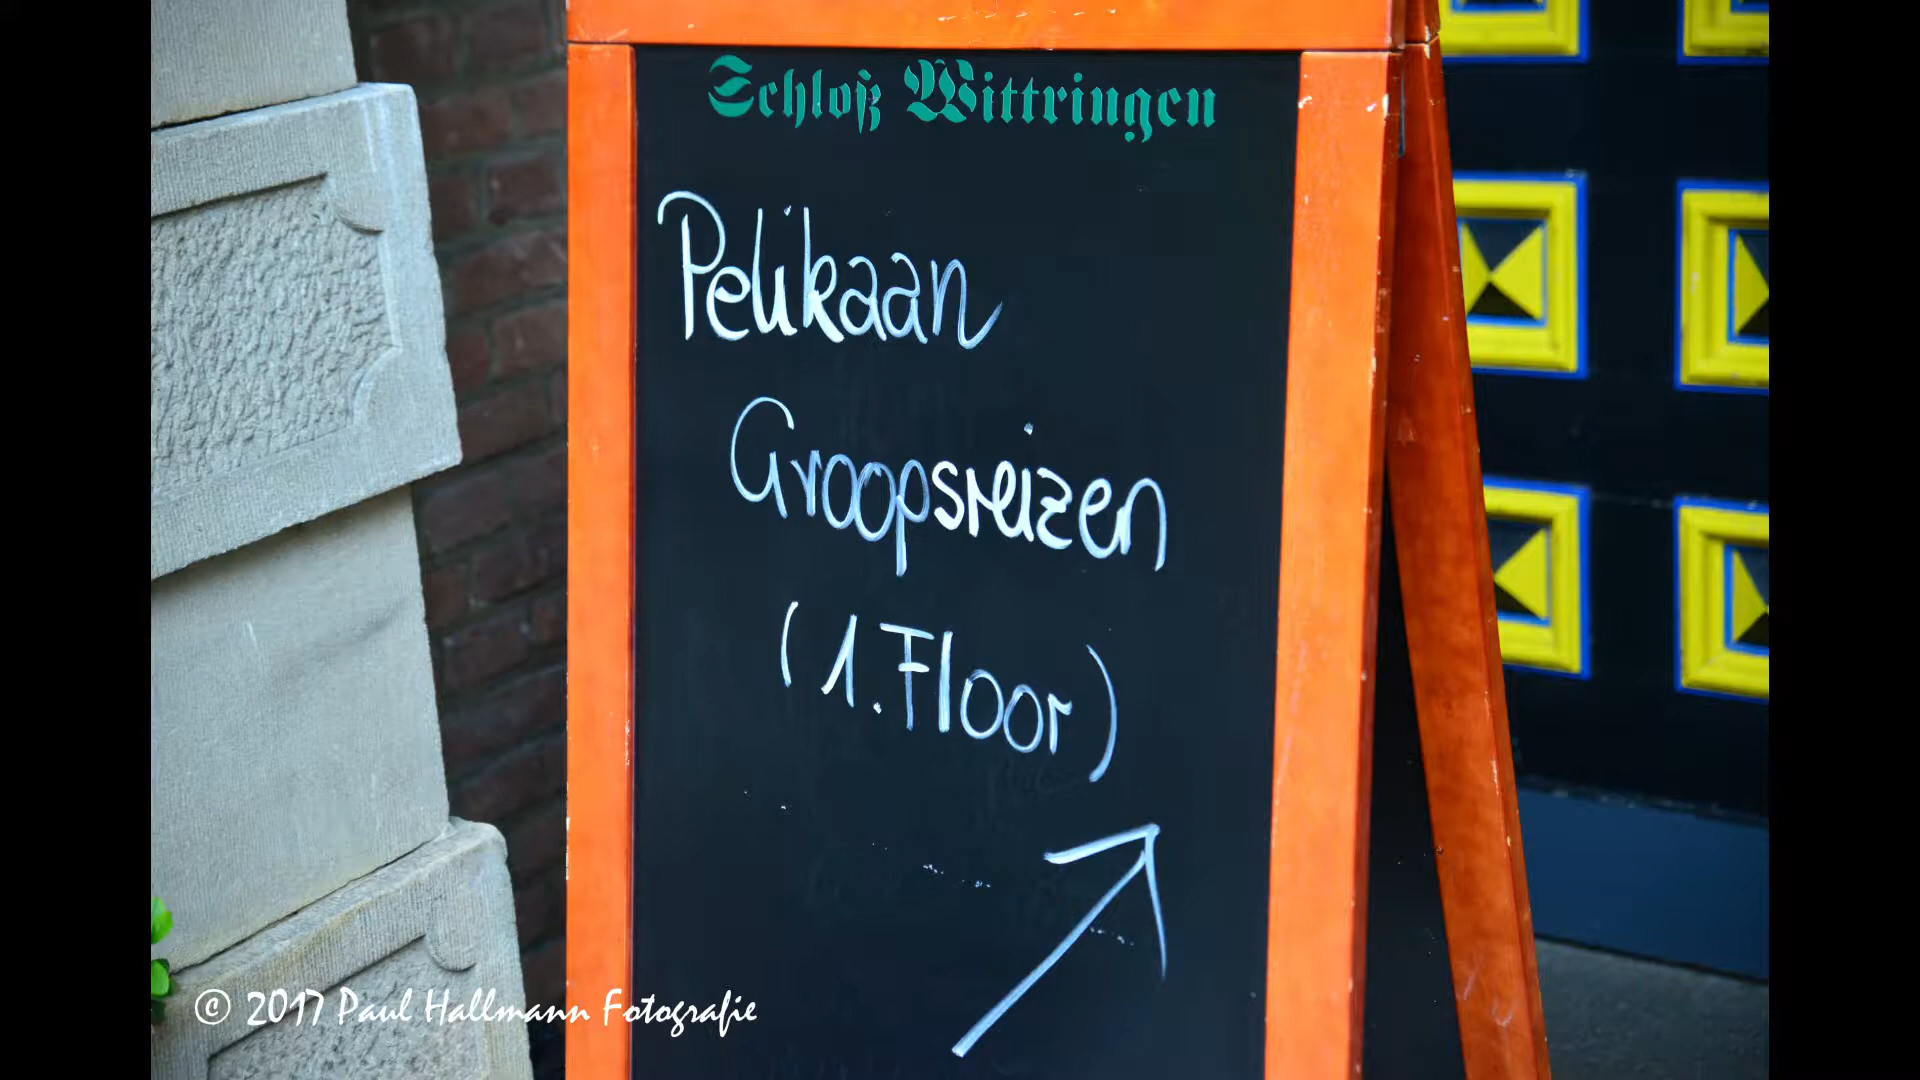 Schloß Wittringen
Pelikaan
Groopsreizen
(1. Floor)
© 2017 Paul Hallmann Fotografie